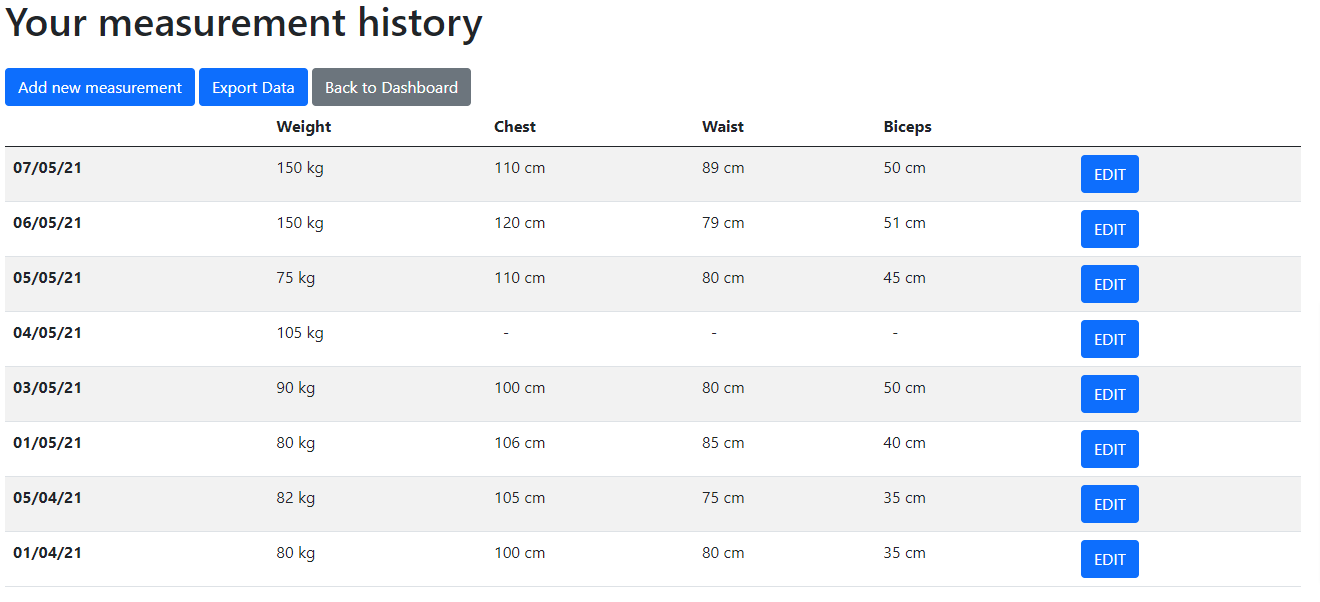 Your measurement history
Add new measurement Export Data Back to Dashboard
Weight Chest Waist Biceps
07/05/21 150 kg 110 cm 89 cm 50 cm EDIT
06/05/21 150 kg 120 cm 79 cm 51 cm EDIT
05/05/21 75 kg 110 cm 80 cm 45 cm EDIT
04/05/21 105 kg - - - EDIT
03/05/21 90 kg 100 cm 80 cm 50 cm EDIT
01/05/21 80 kg 106 cm 85 cm 40 cm EDIT
05/04/21 82 kg 105 cm 75 cm 35 cm EDIT
01/04/21 80 kg 100 cm 80 cm 35 cm EDIT